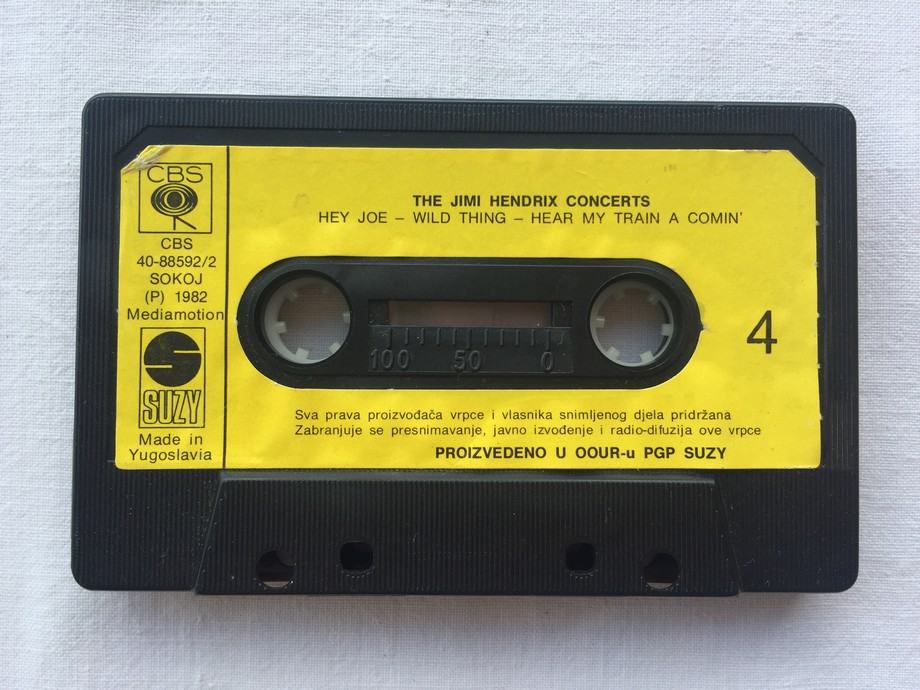 CBS
CBS
40-88592/2
SOKOJ
(P) 1982
Mediamotion
SUZY
Made in
Yugoslavia
THE JIMI HENDRIX CONCERTS
HEY JOE – WILD THING – HEAR MY TRAIN A COMIN'
100 50 0
4
Sva prava proizvođača vrpce i vlasnika snimljenog djela pridržana
Zabranjuje se presnimavanje, javno izvođenje i radio-difuzija ove vrpce
PROIZVEDENO U OOUR-u PGP SUZY